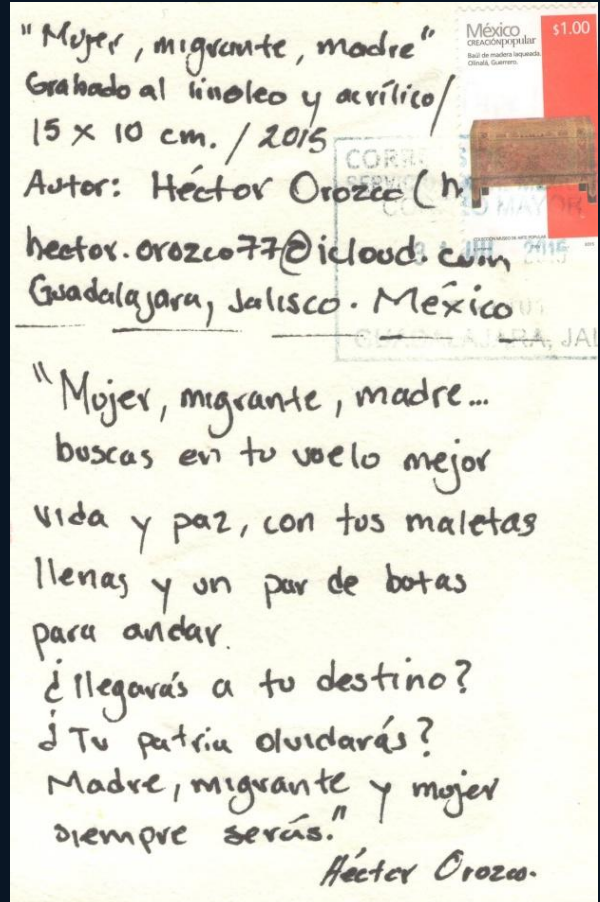 "Mujer, migrante, madre"
Grabado al linoleo y acrílico/
15 x 10 cm. / 2015
Autor: Héctor Orozco (h
hector.orozco77@icloud.com
Guadalajara, Jalisco. México
México
CREACIÓNpopular
$1.00
Baúl de madera laqueada.
Olinalá, Guerrero.
2015
GUADALAJARA, JAL
"Mujer, migrante, madre...
buscas en tu vuelo mejor
vida y paz, con tus maletas
llenas y un par de botas
para andar.
¿llegarás a tu destino?
¿Tu patria olvidarás?
Madre, migrante y mujer
siempre serás."
Héctor Orozco.